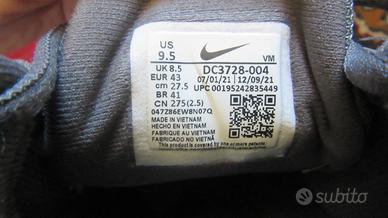 US
9.5
VM
UK 8.5
EUR 43
cm 27.5
BR 41
CN 275(2.5)
DC3728-004
07/01/21 12/09/21
UPC 00195242835449
047Z86EW8N07Q
MADE IN VIETNAM
HECHO EN VIETNAM
FABRIQUE AU VIETNAM
FABRICADO NO VIETNÃ
subito